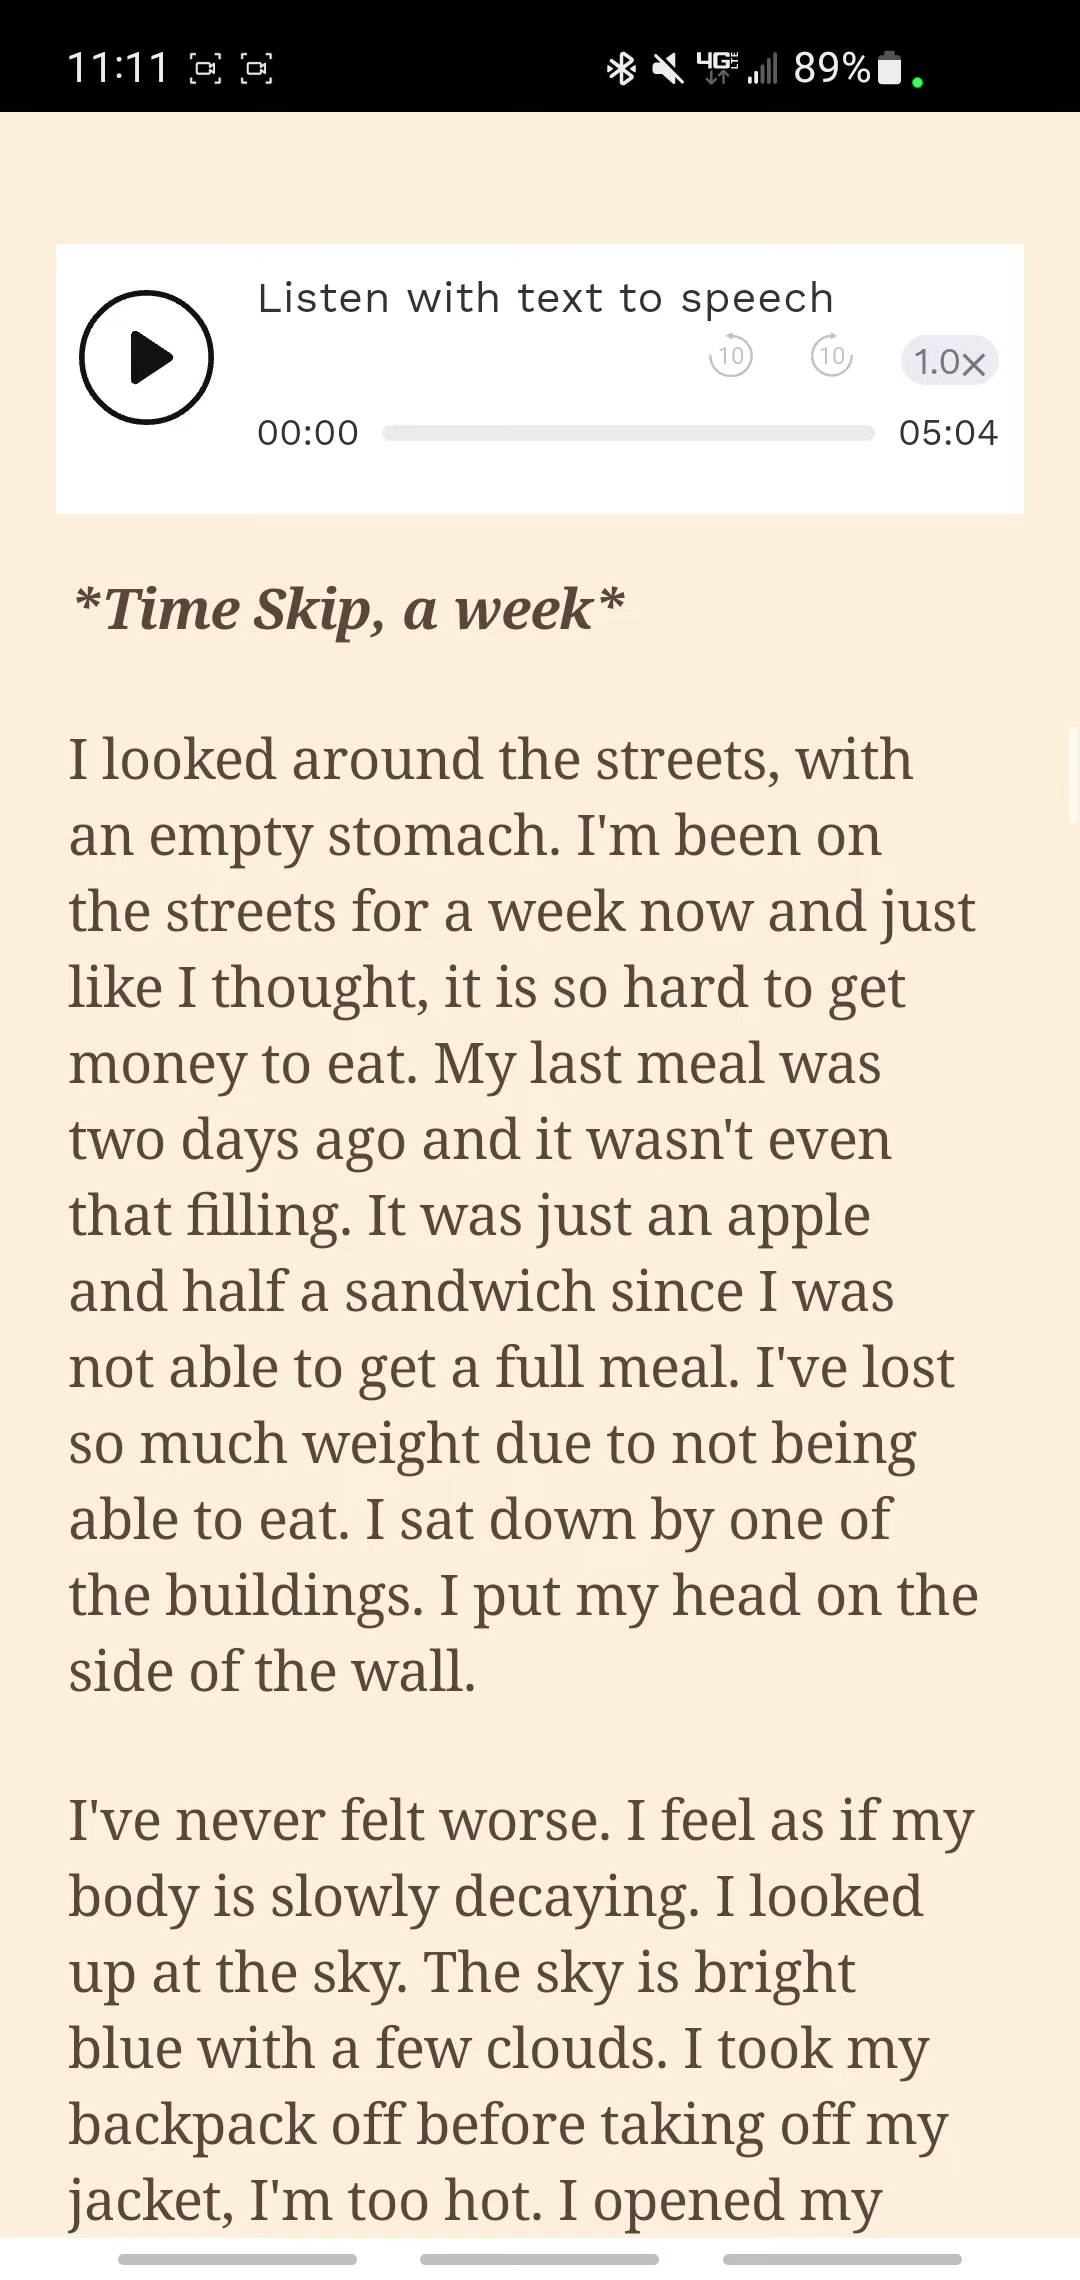 11:11
4G LTE 89%
Listen with text to speech
10 10 1.0×
00:00 05:04
*Time Skip, a week*
I looked around the streets, with
an empty stomach. I'm been on
the streets for a week now and just
like I thought, it is so hard to get
money to eat. My last meal was
two days ago and it wasn't even
that filling. It was just an apple
and half a sandwich since I was
not able to get a full meal. I've lost
so much weight due to not being
able to eat. I sat down by one of
the buildings. I put my head on the
side of the wall.
I've never felt worse. I feel as if my
body is slowly decaying. I looked
up at the sky. The sky is bright
blue with a few clouds. I took my
backpack off before taking off my
jacket, I'm too hot. I opened my